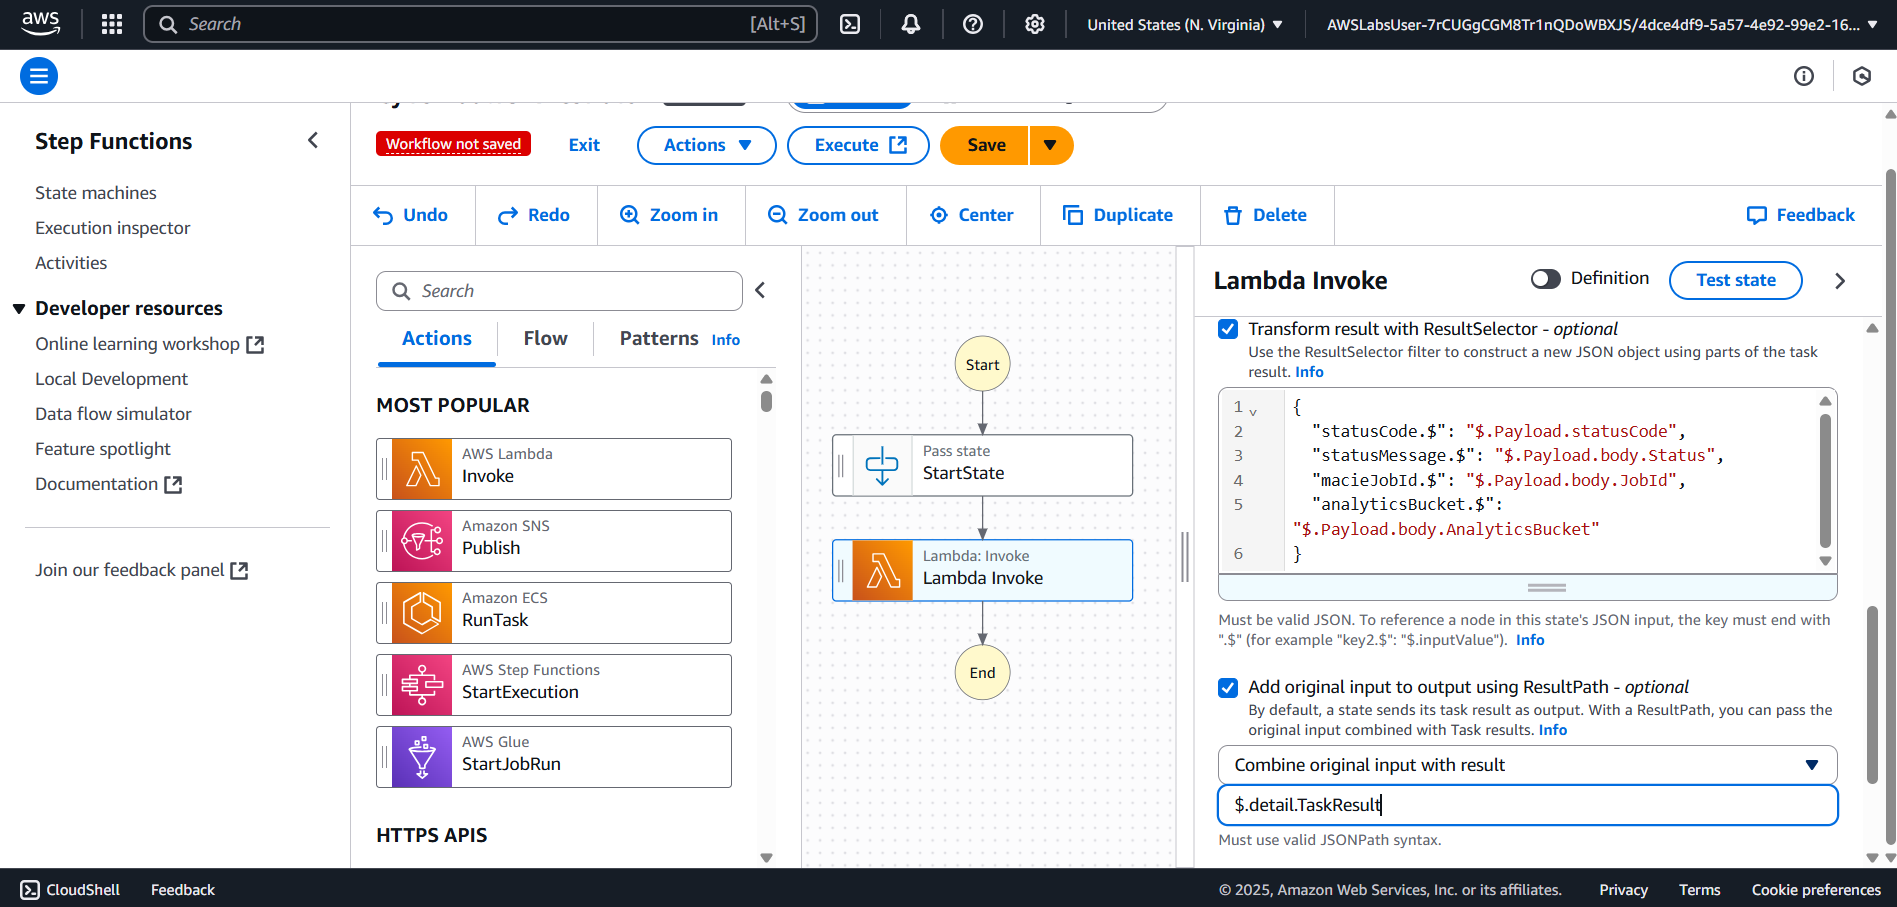 aws
Search
[Alt+S]
United States (N. Virginia)
AWSLabsUser-7rCUGgCGM8Tr1nQDoWBXJS/4dce4df9-5a57-4e92-99e2-16...
Step Functions
State machines
Execution inspector
Activities
Developer resources
Online learning workshop
Local Development
Data flow simulator
Feature spotlight
Documentation
Join our feedback panel
Workflow not saved
Exit
Actions
Execute
Save
Undo
Redo
Zoom in
Zoom out
Center
Duplicate
Delete
Feedback
Search
Actions
Flow
Patterns
Info
MOST POPULAR
AWS Lambda
Invoke
Amazon SNS
Publish
Amazon ECS
RunTask
AWS Step Functions
StartExecution
AWS Glue
StartJobRun
HTTPS APIS
Start
Pass state
StartState
Lambda: Invoke
Lambda Invoke
End
Lambda Invoke
Definition
Test state
Transform result with ResultSelector - optional
Use the ResultSelector filter to construct a new JSON object using parts of the task
result. Info
1 {
2 "statusCode.$": "$.Payload.statusCode",
3 "statusMessage.$": "$.Payload.body.Status",
4 "macieJobId.$": "$.Payload.body.JobId",
5 "analyticsBucket.$":
"$.Payload.body.AnalyticsBucket"
6 }
Must be valid JSON. To reference a node in this state's JSON input, the key must end with
".$" (for example "key2.$": "$.inputValue"). Info
Add original input to output using ResultPath - optional
By default, a state sends its task result as output. With a ResultPath, you can pass the
original input combined with Task results. Info
Combine original input with result
$.detail.TaskResult
Must use valid JSONPath syntax.
CloudShell
Feedback
© 2025, Amazon Web Services, Inc. or its affiliates.
Privacy
Terms
Cookie preferences